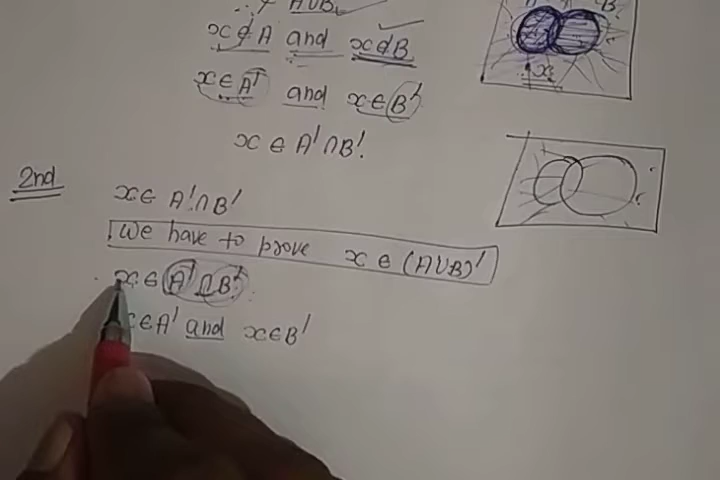 ∴ x ∉ A∪B
x∉A and x∉B
x∈A' and x∈B'
x ∈ A'∩B'.
2nd
x∈ A'∩B'
We have to prove x ∈ (A∪B)'
x∈ (A'∩B')
x∈A' and x∈B'
B
x